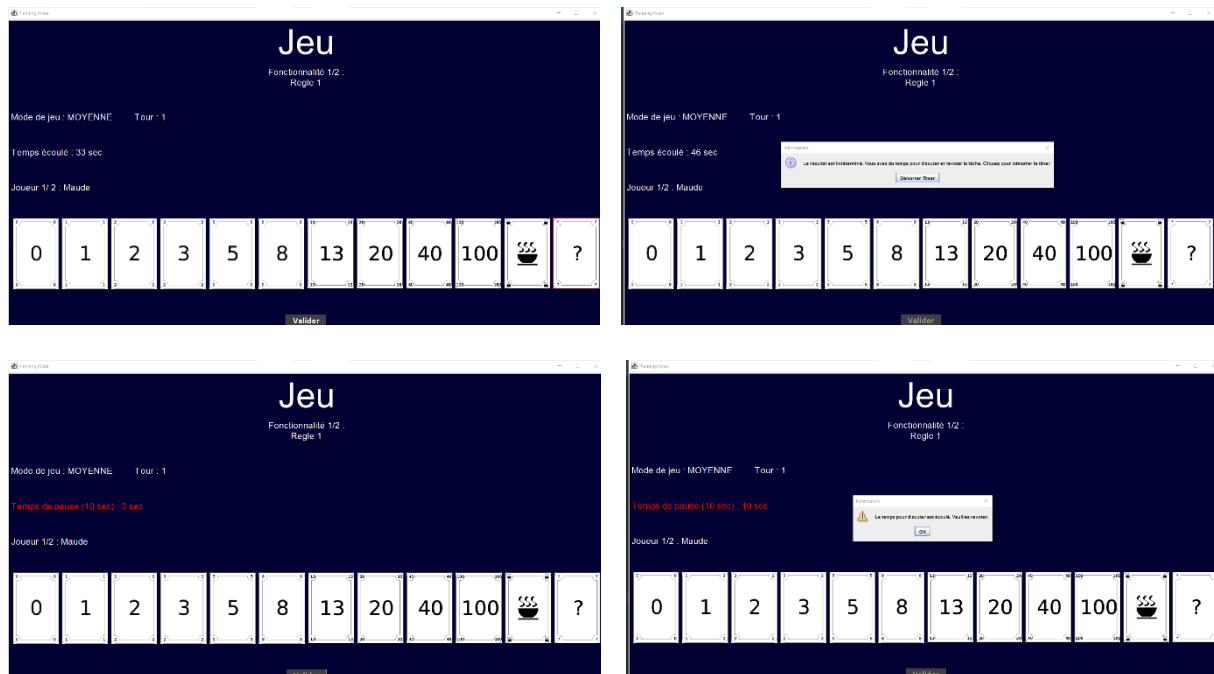 Planning Poker
Jeu
Fonctionnalité 1/2 :
Regle 1
Mode de jeu : MOYENNE Tour : 1
Temps écoulé : 33 sec
Joueur 1/ 2 : Maude
0 1 2 3 5 8 13 20 40 100 ?
Valider
Planning Poker
Jeu
Fonctionnalité 1/2 :
Regle 1
Mode de jeu : MOYENNE Tour : 1
Temps écoulé : 46 sec
Information
Le resultat est indéterminé. Vous avez du temps pour discuter et revoter la tâche. Cliquez pour démarrer le timer
Démarrer Timer
Joueur 1/2 : Maude
0 1 2 3 5 8 13 20 40 100 ?
Valider
Planning Poker
Jeu
Fonctionnalité 1/2 :
Regle 1
Mode de jeu : MOYENNE Tour : 1
Temps de pause (10 sec) : 3 sec
Joueur 1/2 : Maude
0 1 2 3 5 8 13 20 40 100 ?
Planning Poker
Jeu
Fonctionnalité 1/2 :
Regle 1
Mode de jeu : MOYENNE Tour : 1
Temps de pause (10 sec) : 10 sec
Information
Le temps pour discuter est écoulé. Veuillez revoter.
OK
Joueur 1/2 : Maude
0 1 2 3 5 8 13 20 40 100 ?
Valider